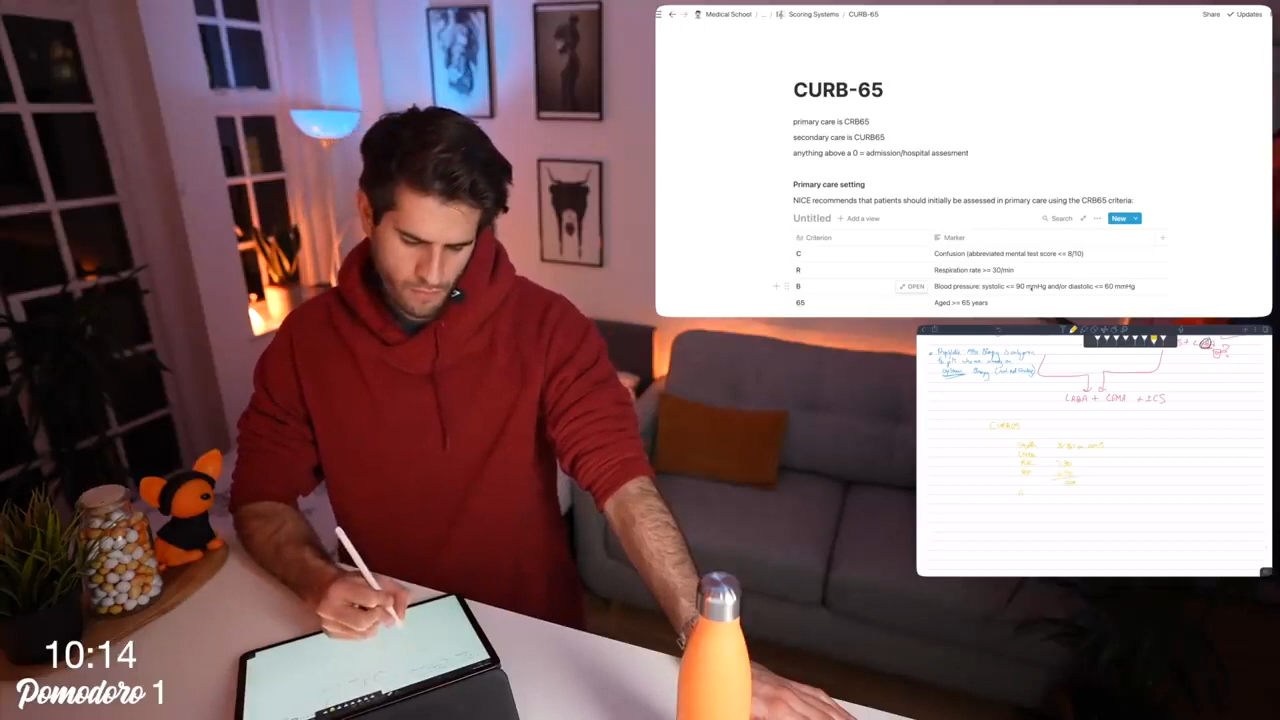 Medical School / ... / Scoring Systems / CURB-65
Share Updates
CURB-65
primary care is CRB65
secondary care is CURB65
anything above a 0 = admission/hospital assesment
Primary care setting
NICE recommends that patients should initially be assessed in primary care using the CRB65 criteria:
Untitled + Add a view Search ... New
Criterion Marker +
C Confusion (abbreviated mental test score <= 8/10)
R Respiration rate >= 30/min
B OPEN Blood pressure: systolic <= 90 mmHg and/or diastolic <= 60 mmHg
65 Aged >= 65 years
LABA + LAMA + ICS
CURB65
10:14
Pomodoro 1